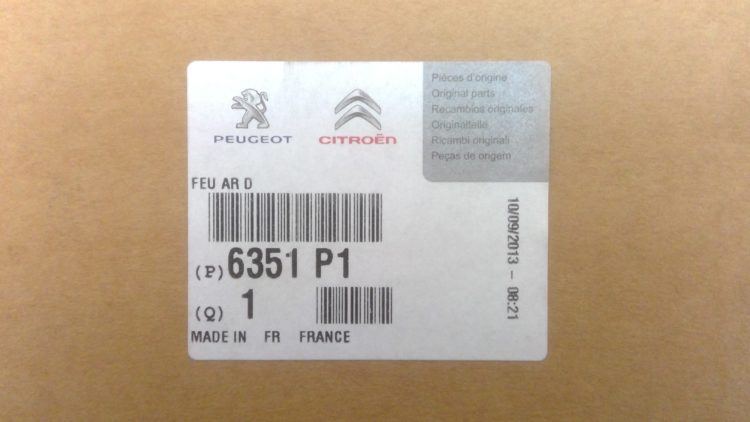 PEUGEOT
CITROËN
Pièces d'origine
Original parts
Recambios originales
Originalteile
Ricambi originali
Peças de origem
FEU AR D
(P) 6351 P1
(Q) 1
MADE IN FR FRANCE
10/09/2013 - 08:21